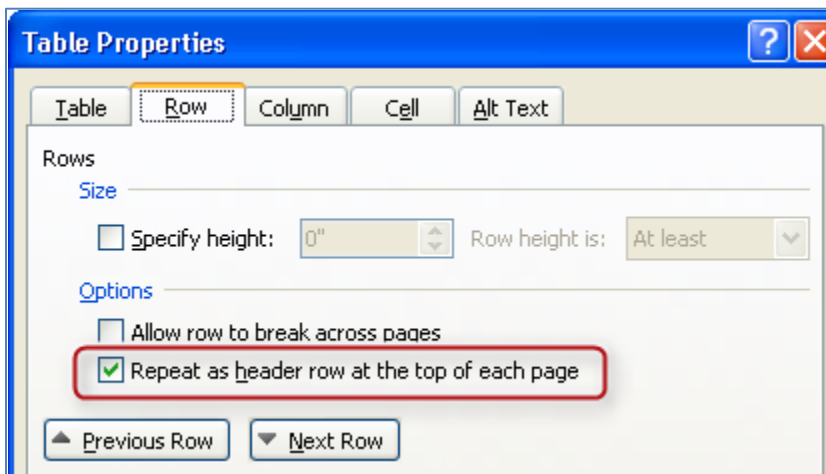 Table Properties
Table Row Column Cell Alt Text
Rows
Size
Specify height: 0" Row height is: At least
Options
Allow row to break across pages
Repeat as header row at the top of each page
Previous Row Next Row